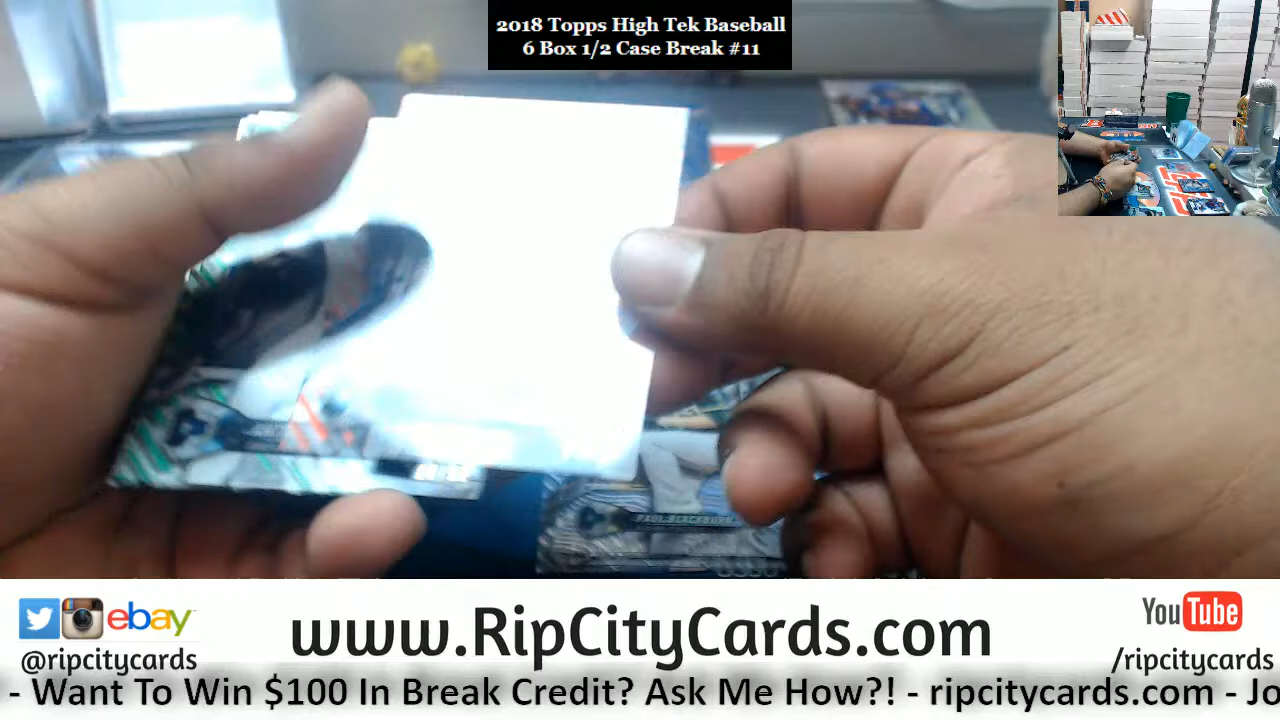 2018 Topps High Tek Baseball
6 Box 1/2 Case Break #11
PAUL BLACKBURN
ebay
@ripcitycards
www.RipCityCards.com
YouTube
/ripcitycards
- Want To Win $100 In Break Credit? Ask Me How?! - ripcitycards.com - Jo